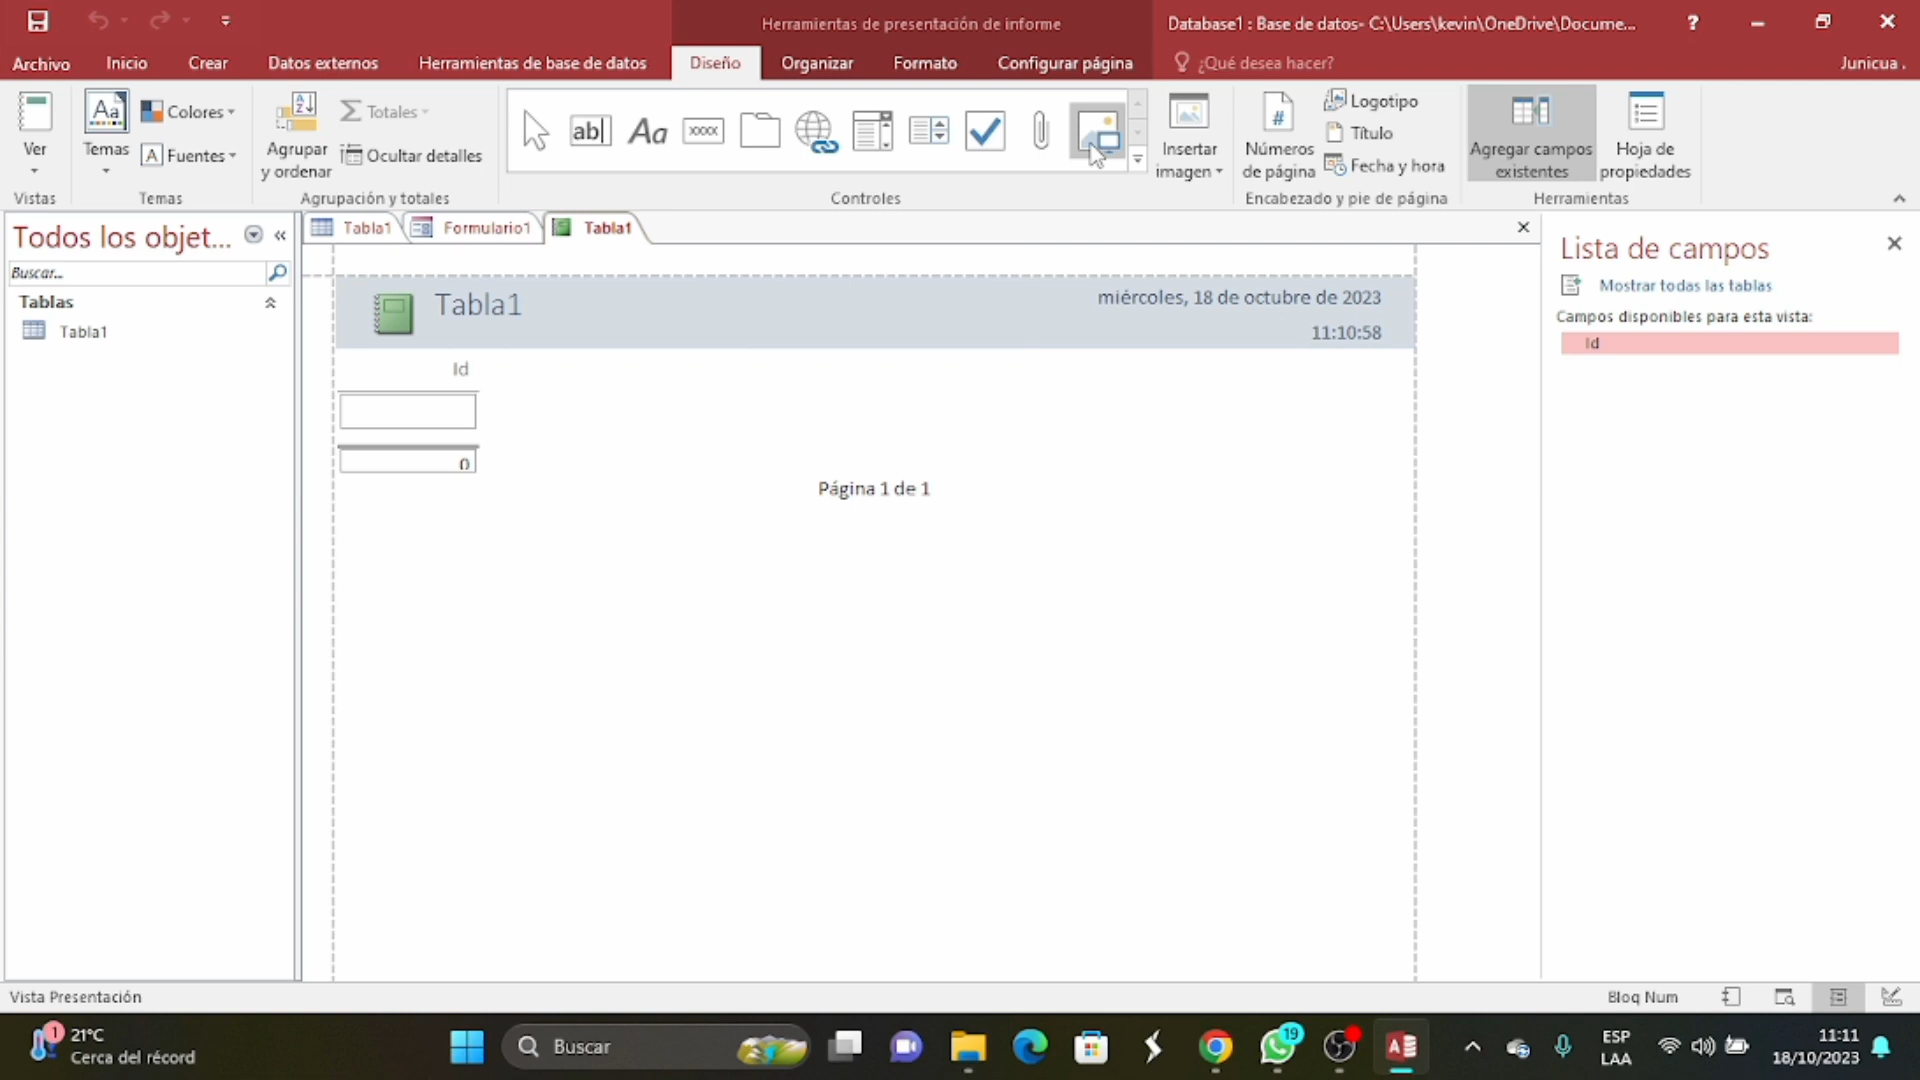 Herramientas de presentación de informe
Database1 : Base de datos- C:\Users\kevin\OneDrive\Docume...
?
Archivo
Inicio
Crear
Datos externos
Herramientas de base de datos
Diseño
Organizar
Formato
Configurar página
¿Qué desea hacer?
Junicua .
Ver
Temas
Colores
Fuentes
Agrupar
y ordenar
Totales
Ocultar detalles
ab
Aa
xxxx
Insertar
imagen
Números
de página
Logotipo
Título
Fecha y hora
Agregar campos
existentes
Hoja de
propiedades
Vistas
Temas
Agrupación y totales
Controles
Encabezado y pie de página
Herramientas
Todos los objet...
Buscar...
Tablas
Tabla1
Tabla1
Formulario1
Tabla1
Tabla1
miércoles, 18 de octubre de 2023
11:10:58
Id
0
Página 1 de 1
Lista de campos
Mostrar todas las tablas
Campos disponibles para esta vista:
Id
Vista Presentación
Bloq Num
1
21°C
Cerca del récord
Buscar
19
ESP
LAA
11:11
18/10/2023